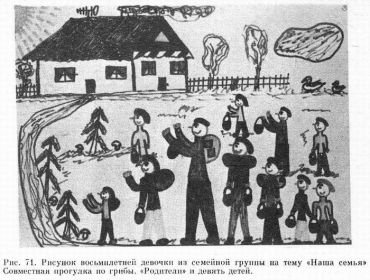 Рис. 71. Рисунок восьмилетней девочки из семейной группы на тему «Наша семья»
Совместная прогулка по грибы. «Родители» и девять детей.